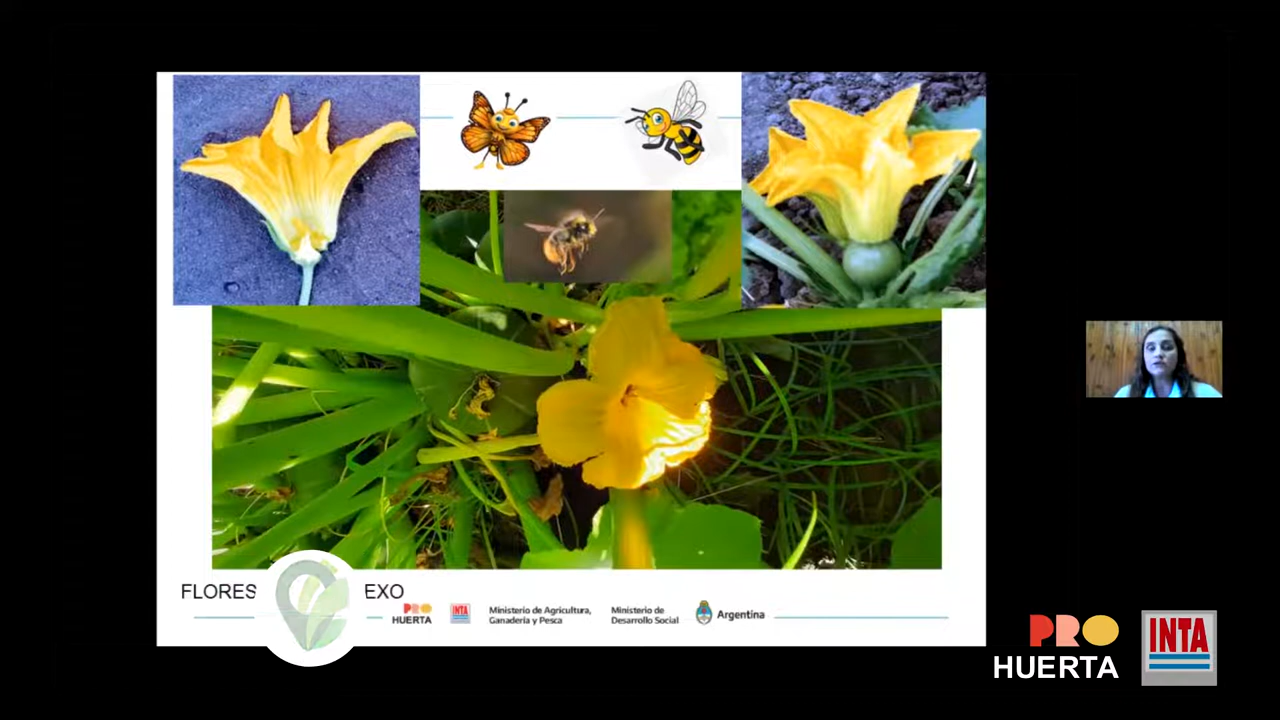 FLORES EXO
PRO
HUERTA
INTA
Ministerio de Agricultura,
Ganadería y Pesca
Ministerio de
Desarrollo Social
Argentina
PRO
HUERTA
INTA